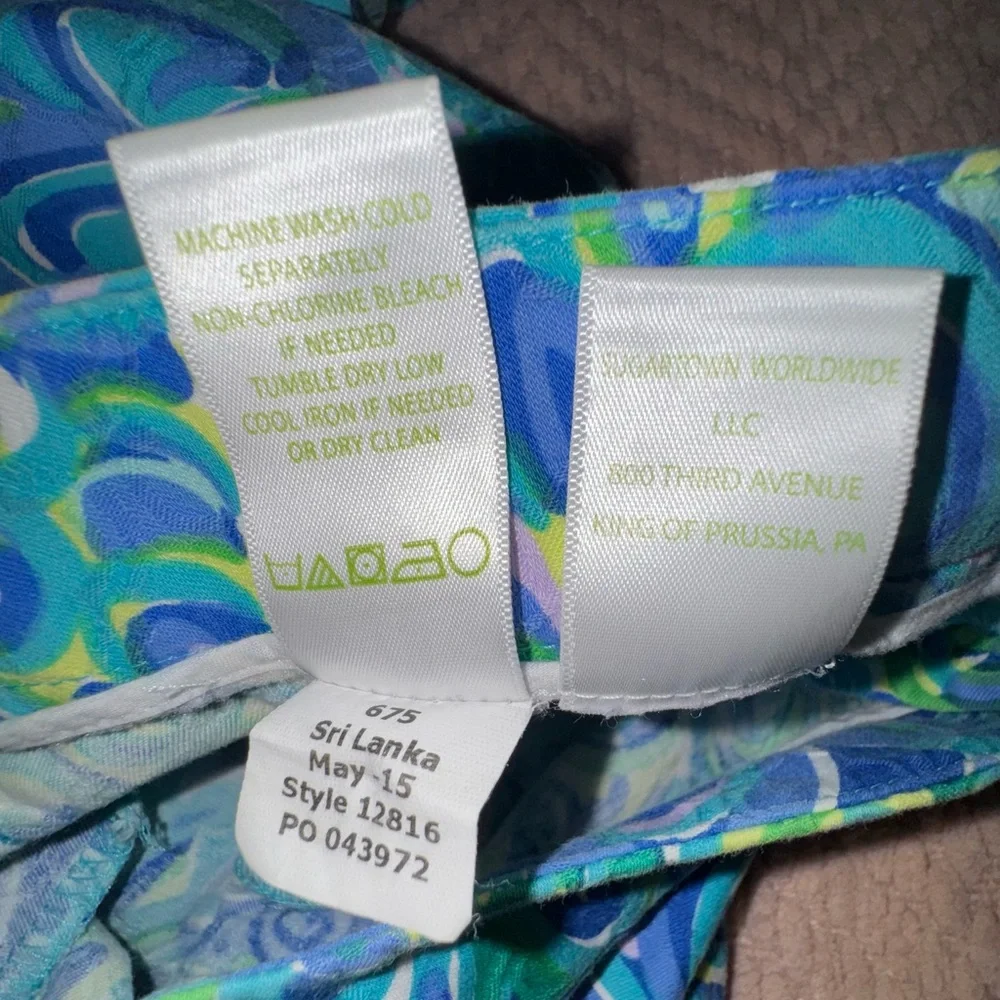 MACHINE WASH COLD
SEPARATELY
NON-CHLORINE BLEACH
IF NEEDED
TUMBLE DRY LOW
COOL IRON IF NEEDED
OR DRY CLEAN
SUGARTOWN WORLDWIDE
LLC
800 THIRD AVENUE
KING OF PRUSSIA, PA
675
Sri Lanka
May -15
Style 12816
PO 043972